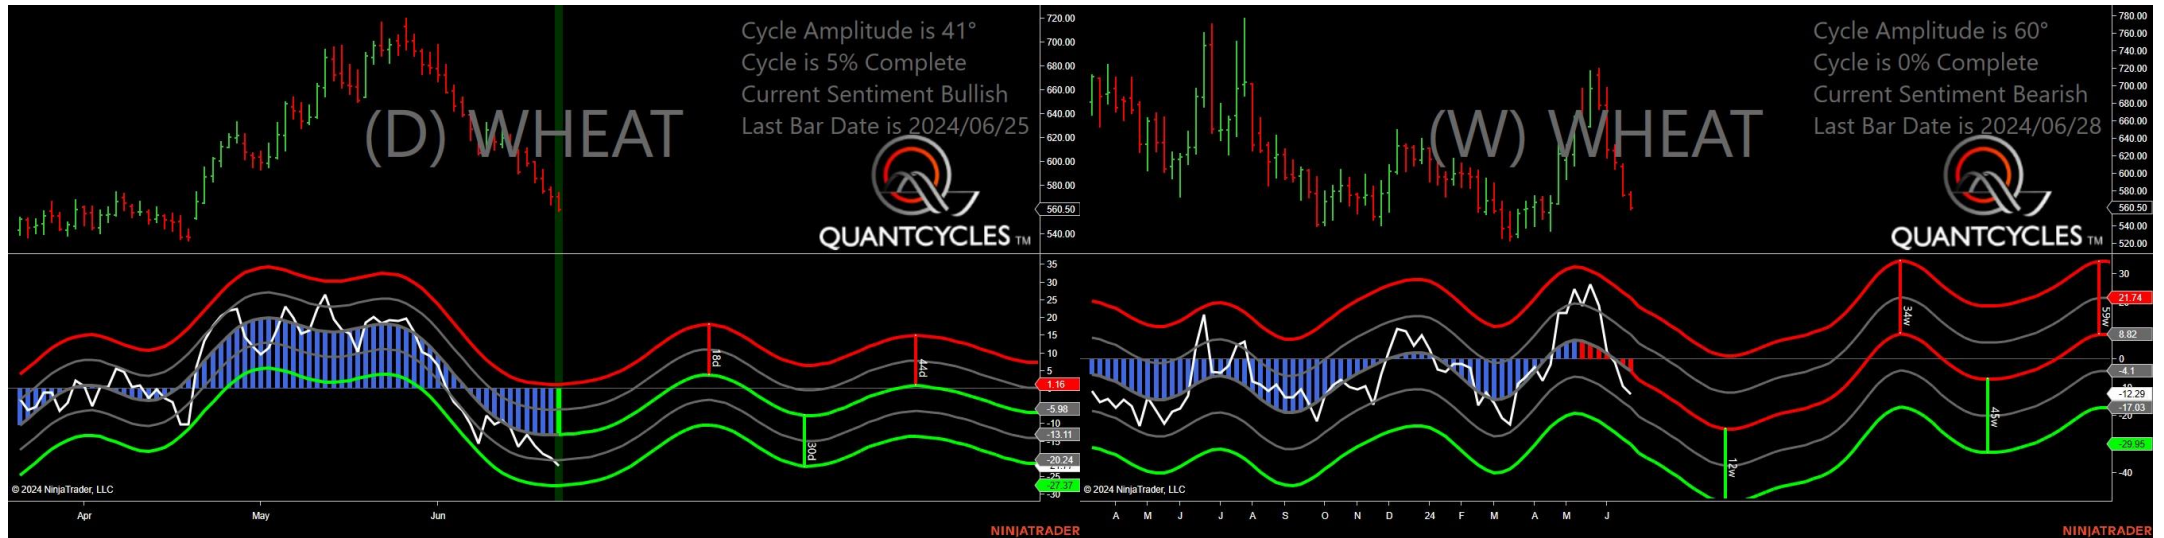 Cycle Amplitude is 41°
Cycle is 5% Complete
Current Sentiment Bullish
Last Bar Date is 2024/06/25
(D) WHEAT
QUANTCYCLES TM
720.00
700.00
680.00
660.00
640.00
620.00
600.00
580.00
560.50
540.00
35
30
25
20
15
10
5
1.16
-5.98
-10
-13.11
-15
-20.24
-27.37
-30
18d
30d
44d
© 2024 NinjaTrader, LLC
Apr
May
Jun
NINJATRADER
Cycle Amplitude is 60°
Cycle is 0% Complete
Current Sentiment Bearish
Last Bar Date is 2024/06/28
(W) WHEAT
QUANTCYCLES TM
780.00
760.00
740.00
720.00
700.00
680.00
660.00
640.00
620.00
600.00
580.00
560.50
540.00
520.00
30
21.74
8.82
0
-4.1
-12.29
-17.03
-20
-29.95
-40
12w
34w
45w
59w
© 2024 NinjaTrader, LLC
A M J J A S O N D 24 F M A M J
NINJATRADER